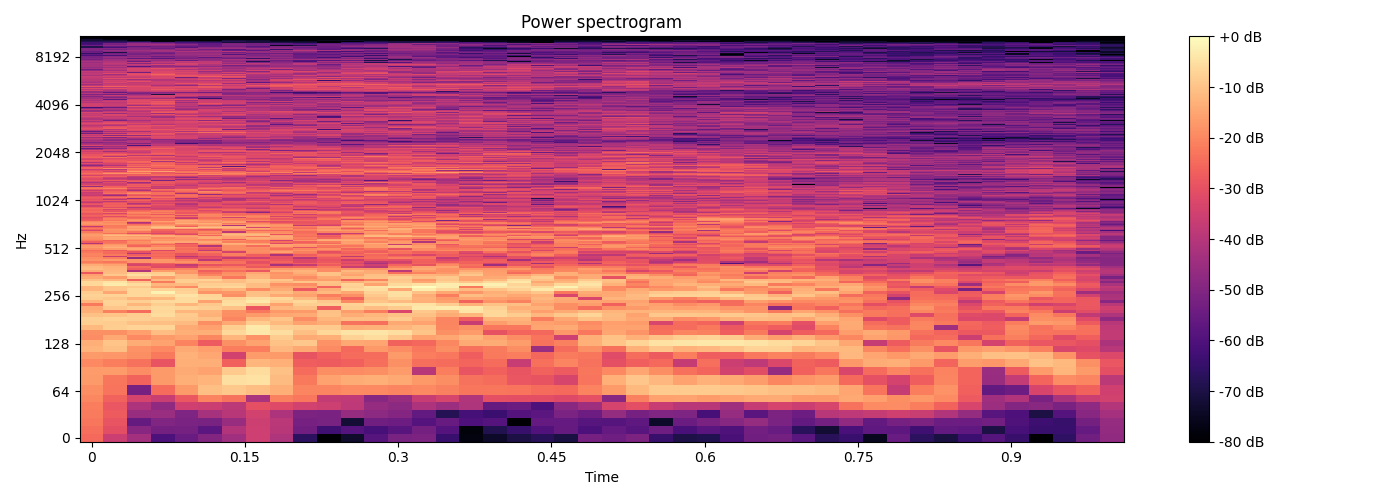 Power spectrogram
Hz
8192
4096
2048
1024
512
256
128
64
0
0 0.15 0.3 0.45 0.6 0.75 0.9
Time
+0 dB
-10 dB
-20 dB
-30 dB
-40 dB
-50 dB
-60 dB
-70 dB
-80 dB